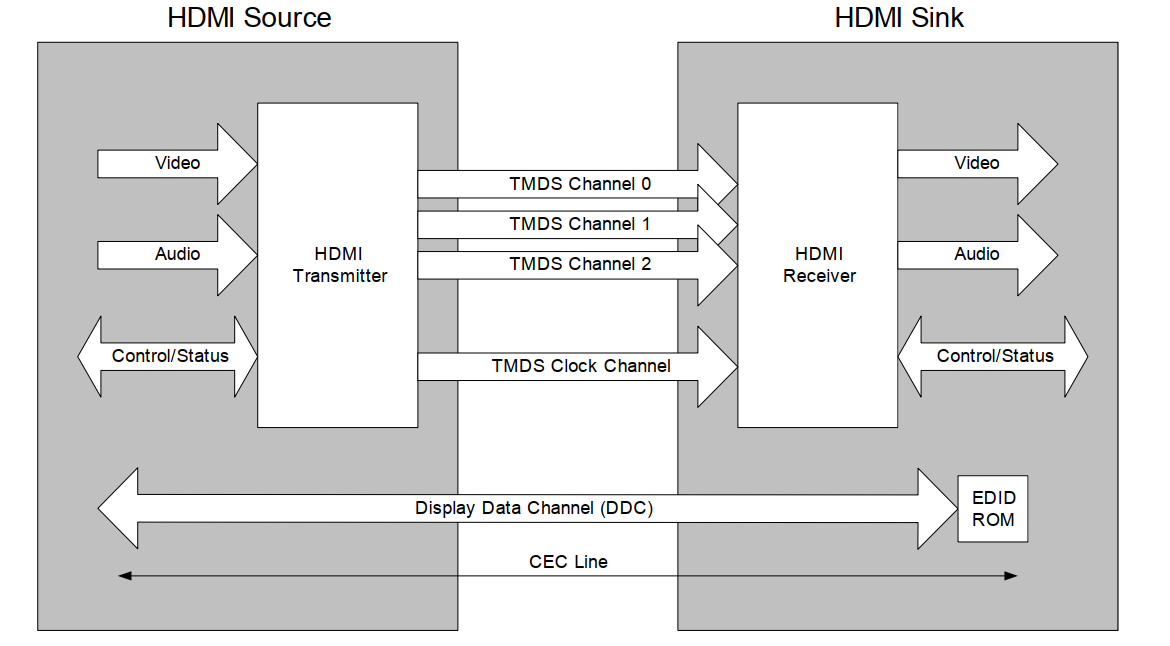 HDMI Source
HDMI Sink
Video
Audio
Control/Status
HDMI
Transmitter
TMDS Channel 0
TMDS Channel 1
TMDS Channel 2
TMDS Clock Channel
HDMI
Receiver
Video
Audio
Control/Status
Display Data Channel (DDC)
EDID
ROM
CEC Line